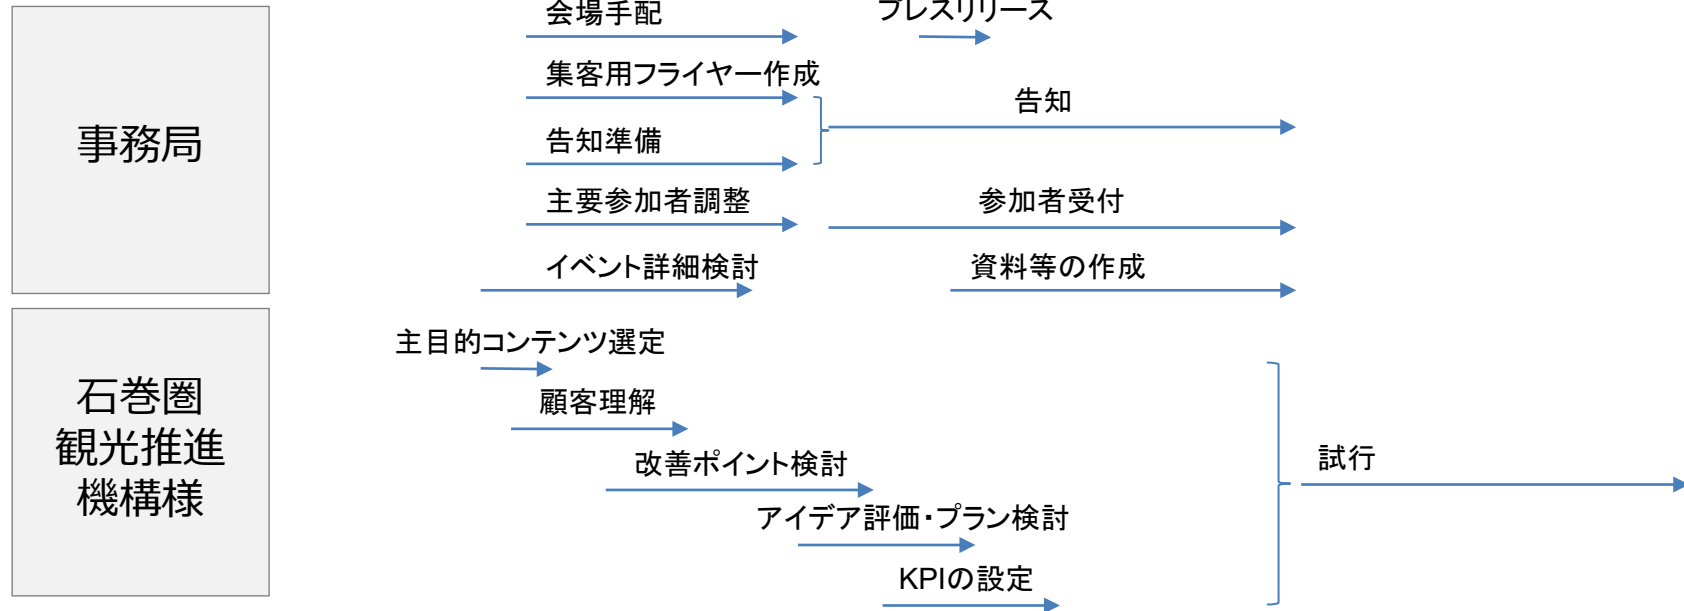 会場手配
プレスリリース
集客用フライヤー作成
告知
事務局
告知準備
主要参加者調整
参加者受付
イベント詳細検討
資料等の作成
主目的コンテンツ選定
石巻圏
観光推進
機構様
顧客理解
改善ポイント検討
試行
アイデア評価・プラン検討
KPIの設定